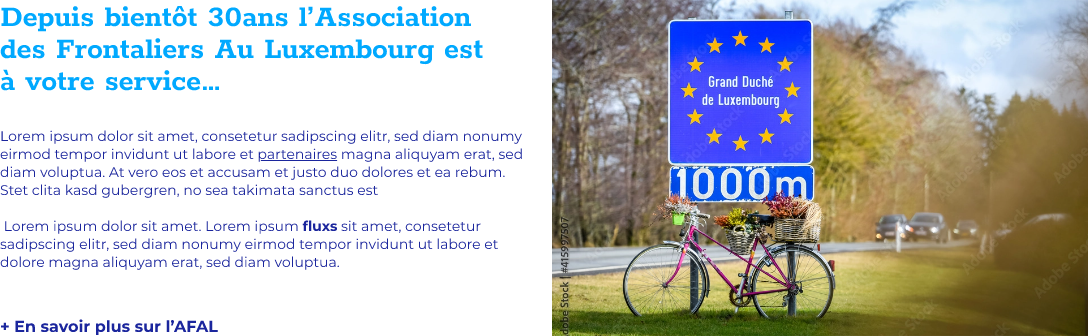 Depuis bientôt 30ans l'Association
des Frontaliers Au Luxembourg est
à votre service...
Lorem ipsum dolor sit amet, consetetur sadipscing elitr, sed diam nonumy
eirmod tempor invidunt ut labore et partenaires magna aliquyam erat, sed
diam voluptua. At vero eos et accusam et justo duo dolores et ea rebum.
Stet clita kasd gubergren, no sea takimata sanctus est
Lorem ipsum dolor sit amet. Lorem ipsum fluxs sit amet, consetetur
sadipscing elitr, sed diam nonumy eirmod tempor invidunt ut labore et
dolore magna aliquyam erat, sed diam voluptua.
+ En savoir plus sur l'AFAL
Grand Duché
de Luxembourg
1000m
dobe Stock | #415997507